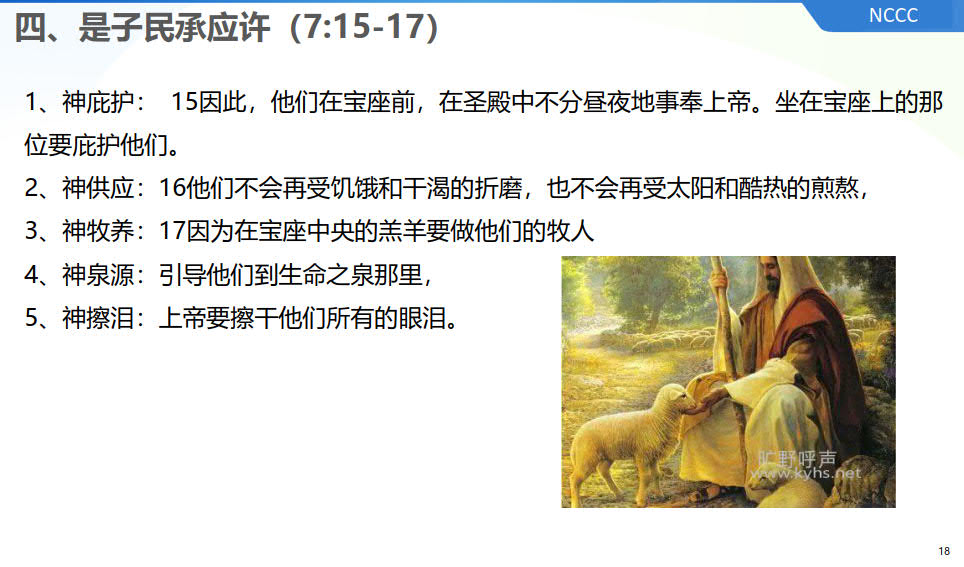 NCCC
四、是子民承应许（7:15-17）
1、神庇护： 15因此，他们在宝座前，在圣殿中不分昼夜地事奉上帝。坐在宝座上的那
位要庇护他们。
2、神供应：16他们不会再受饥饿和干渴的折磨，也不会再受太阳和酷热的煎熬，
3、神牧养：17因为在宝座中央的羔羊要做他们的牧人
4、神泉源：引导他们到生命之泉那里，
5、神擦泪：上帝要擦干他们所有的眼泪。
旷野呼声
www.kyhs.net
18